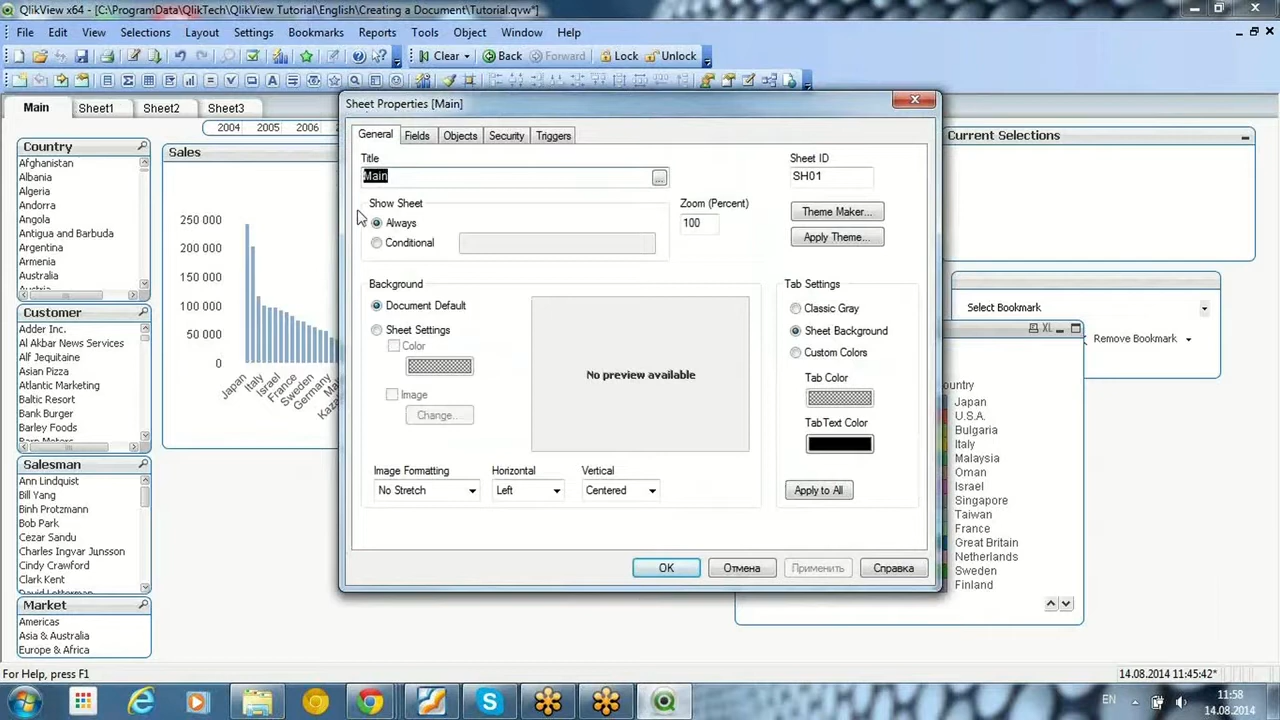 QlikView x64 - [C:\ProgramData\QlikTech\QlikView Tutorial\English\Creating a Document\Tutorial.qvw*]
File Edit View Selections Layout Settings Bookmarks Reports Tools Object Window Help
Clear Back Forward Lock Unlock
Main Sheet1 Sheet2 Sheet3
2004 2005 2006
Country
Afghanistan
Albania
Algeria
Andorra
Angola
Antigua and Barbuda
Argentina
Armenia
Australia
Customer
Adder Inc.
Al Akbar News Services
Alf Jequitaine
Asian Pizza
Atlantic Marketing
Baltic Resort
Bank Burger
Barley Foods
Salesman
Ann Lindquist
Bill Yang
Binh Protzmann
Bob Park
Cezar Sandu
Charles Ingvar Junsson
Cindy Crawford
Clark Kent
David Letterman
Market
Americas
Asia & Australia
Europe & Africa
Sales
250 000
200 000
150 000
100 000
50 000
0
Japan
Italy
Israel
France
Sweden
Germany
Sheet Properties [Main]
General Fields Objects Security Triggers
Title
Main
...
Sheet ID
SH01
Show Sheet
Always
Conditional
Zoom (Percent)
100
Theme Maker...
Apply Theme...
Background
Document Default
Sheet Settings
Color
Image
Change...
No preview available
Image Formatting
No Stretch
Horizontal
Left
Vertical
Centered
Tab Settings
Classic Gray
Sheet Background
Custom Colors
Tab Color
Tab Text Color
Apply to All
OK Отмена Применить Справка
Current Selections
Select Bookmark
Remove Bookmark
XL
ountry
Japan
U.S.A.
Bulgaria
Italy
Malaysia
Oman
Israel
Singapore
Taiwan
France
Great Britain
Netherlands
Sweden
Finland
For Help, press F1
14.08.2014 11:45:42*
EN
11:58
14.08.2014